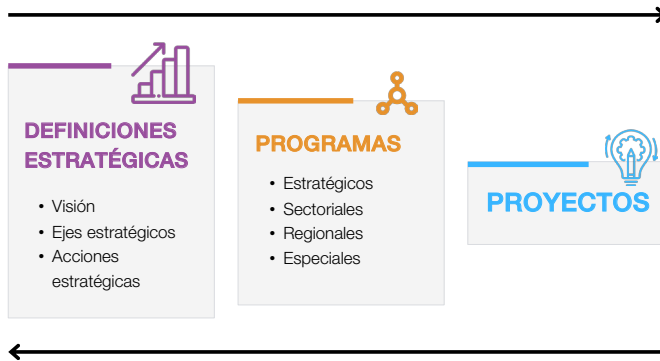 DEFINICIONES
ESTRATÉGICAS
• Visión
• Ejes estratégicos
• Acciones
estratégicas
PROGRAMAS
• Estratégicos
• Sectoriales
• Regionales
• Especiales
PROYECTOS